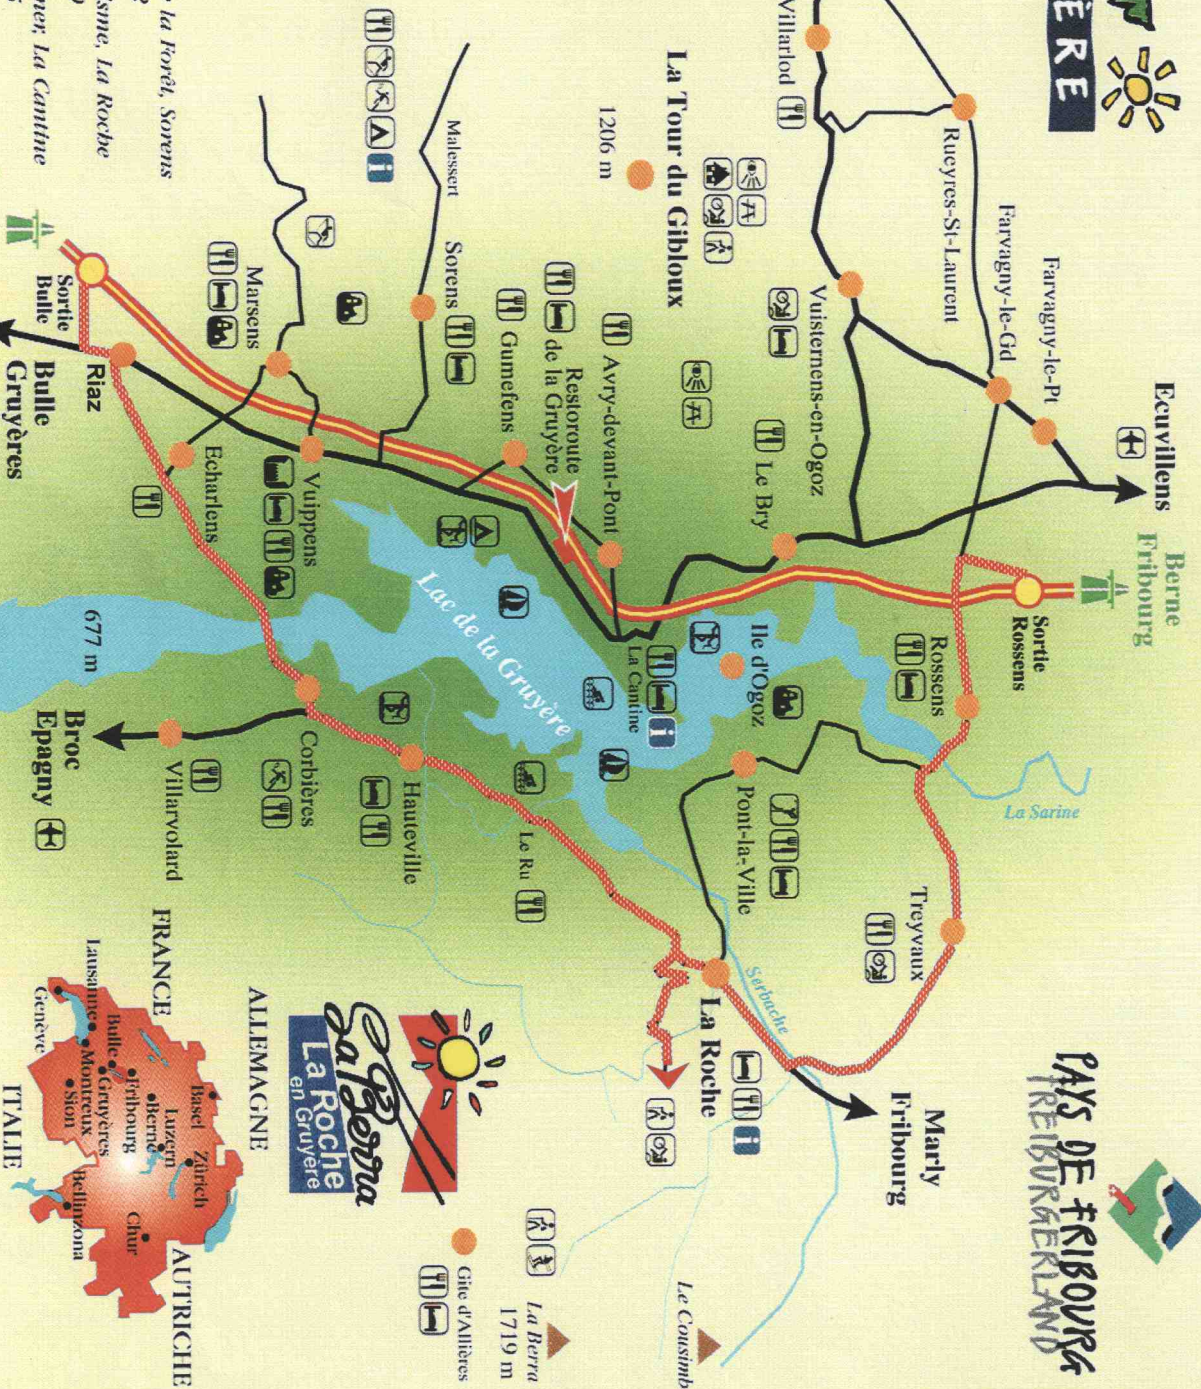 ÈRE
Villarlod
Rueyres-St-Laurent
Farvagny-le-Gd
Farvagny-le-Pt
Ecuvillens
Berne
Fribourg
La Tour du Gibloux
1206 m
Vuisternens-en-Ogoz
Le Bry
Sortie
Rossens
Rossens
La Sarine
Treyvaux
PAYS DE FRIBOURG
FREIBURGERLAND
Marly
Fribourg
Malessert
Sorens
Gumefens
Restoroute
de la Gruyère
Avry-devant-Pont
Ile d'Ogoz
La Cantine
i
Pont-la-Ville
Serbache
La Roche
i
Le Cousimb
la Forêt, Sorens
isme, La Roche
ner, La Cantine
i
Marsens
Vuippens
Echarlens
Lac de la Gruyère
Le Ru
Hauteville
Corbières
Villarvolard
Sortie
Bulle
Riaz
Bulle
Gruyères
677 m
Broc
Epagny
La Berra
La Roche
en Gruyère
La Berra
1719 m
Gîte d'Allières
ALLEMAGNE
FRANCE
AUTRICHE
ITALIE
Basel
Zürich
Luzern
Berne
Fribourg
Bulle
Gruyères
Lausanne
Montreux
Genève
Sion
Chur
Bellinzona